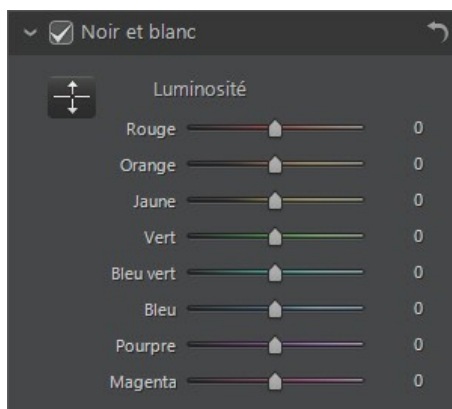 Noir et blanc
Luminosité
Rouge 0
Orange 0
Jaune 0
Vert 0
Bleu vert 0
Bleu 0
Pourpre 0
Magenta 0